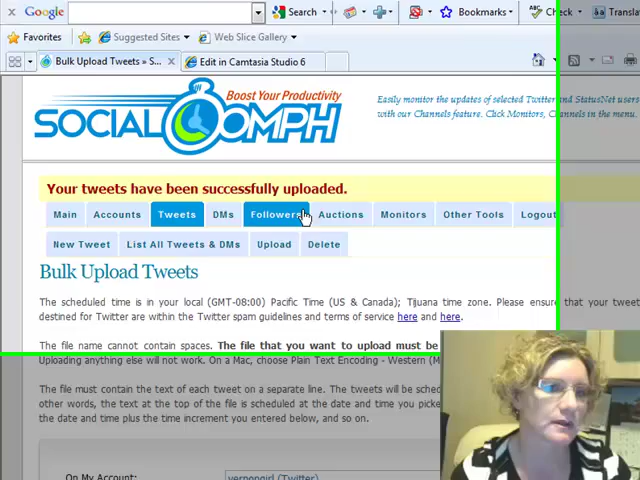 x Google Search Bookmarks Check Transla
Favorites Suggested Sites Web Slice Gallery
Bulk Upload Tweets » S... x Edit in Camtasia Studio 6
Boost Your Productivity
SOCIAL OOMPH
Easily monitor the updates of selected Twitter and StatusNet users
with our Channels feature. Click Monitors, Channels in the menu.
Your tweets have been successfully uploaded.
Main Accounts Tweets DMs Followers Auctions Monitors Other Tools Logout
New Tweet List All Tweets & DMs Upload Delete
Bulk Upload Tweets
The scheduled time is in your local (GMT-08:00) Pacific Time (US & Canada); Tijuana time zone. Please ensure that your tweet
destined for Twitter are within the Twitter spam guidelines and terms of service here and here.
The file name cannot contain spaces. The file that you want to upload must be
Uploading anything else will not work. On a Mac, choose Plain Text Encoding - Western (M
The file must contain the text of each tweet on a separate line. The tweets will be sched
other words, the text at the top of the file is scheduled at the date and time you picke
the date and time plus the time increment you entered below, and so on.
On My Account: vernongirl (Twitter)